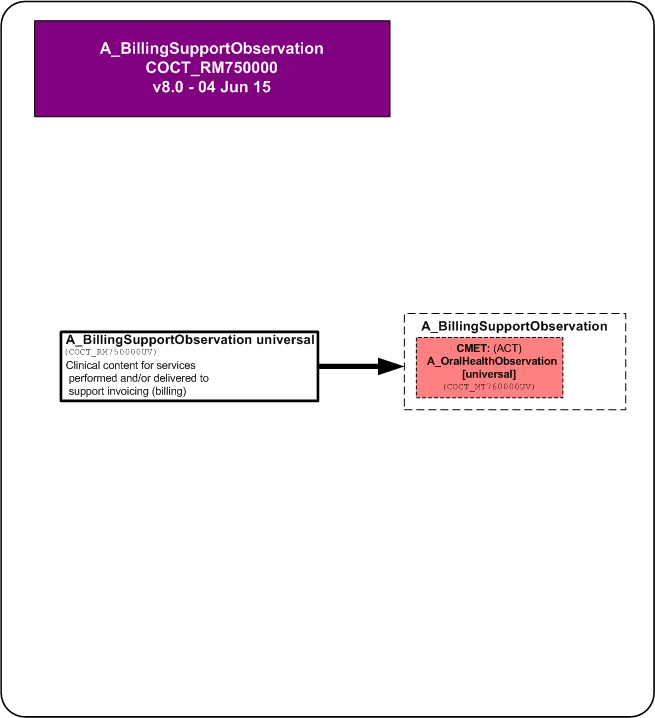 A_BillingSupportObservation
COCT_RM750000
v8.0 - 04 Jun 15
A_BillingSupportObservation universal
(COCT_RM750000UV)
Clinical content for services
performed and/or delivered to
support invoicing (billing)
A_BillingSupportObservation
CMET: (ACT)
A_OralHealthObservation
[universal]
(COCT_MT760000UV)